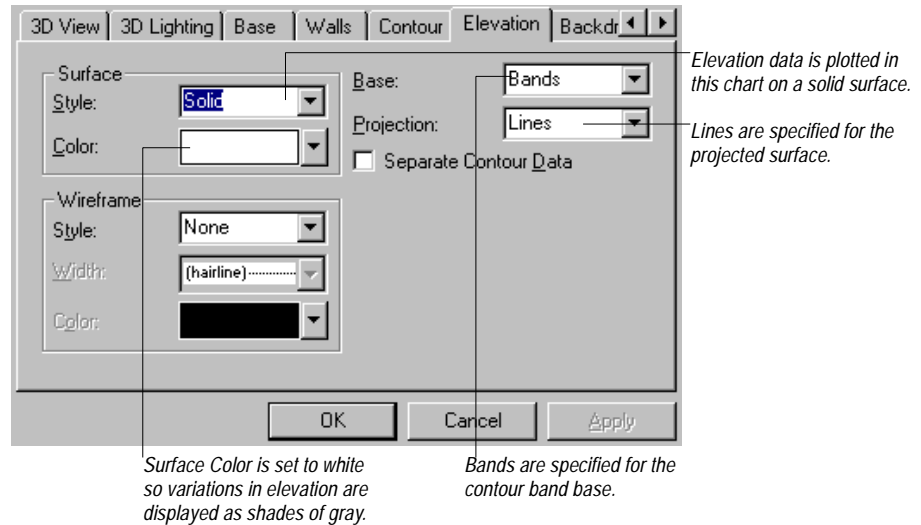 3D View 3D Lighting Base Walls Contour Elevation Backdr
Surface
Style: Solid
Color:
Base: Bands
Projection: Lines
Separate Contour Data
Wireframe
Style: None
Width: (hairline)
Color:
OK Cancel Apply
Elevation data is plotted in
this chart on a solid surface.
Lines are specified for the
projected surface.
Surface Color is set to white
so variations in elevation are
displayed as shades of gray.
Bands are specified for the
contour band base.